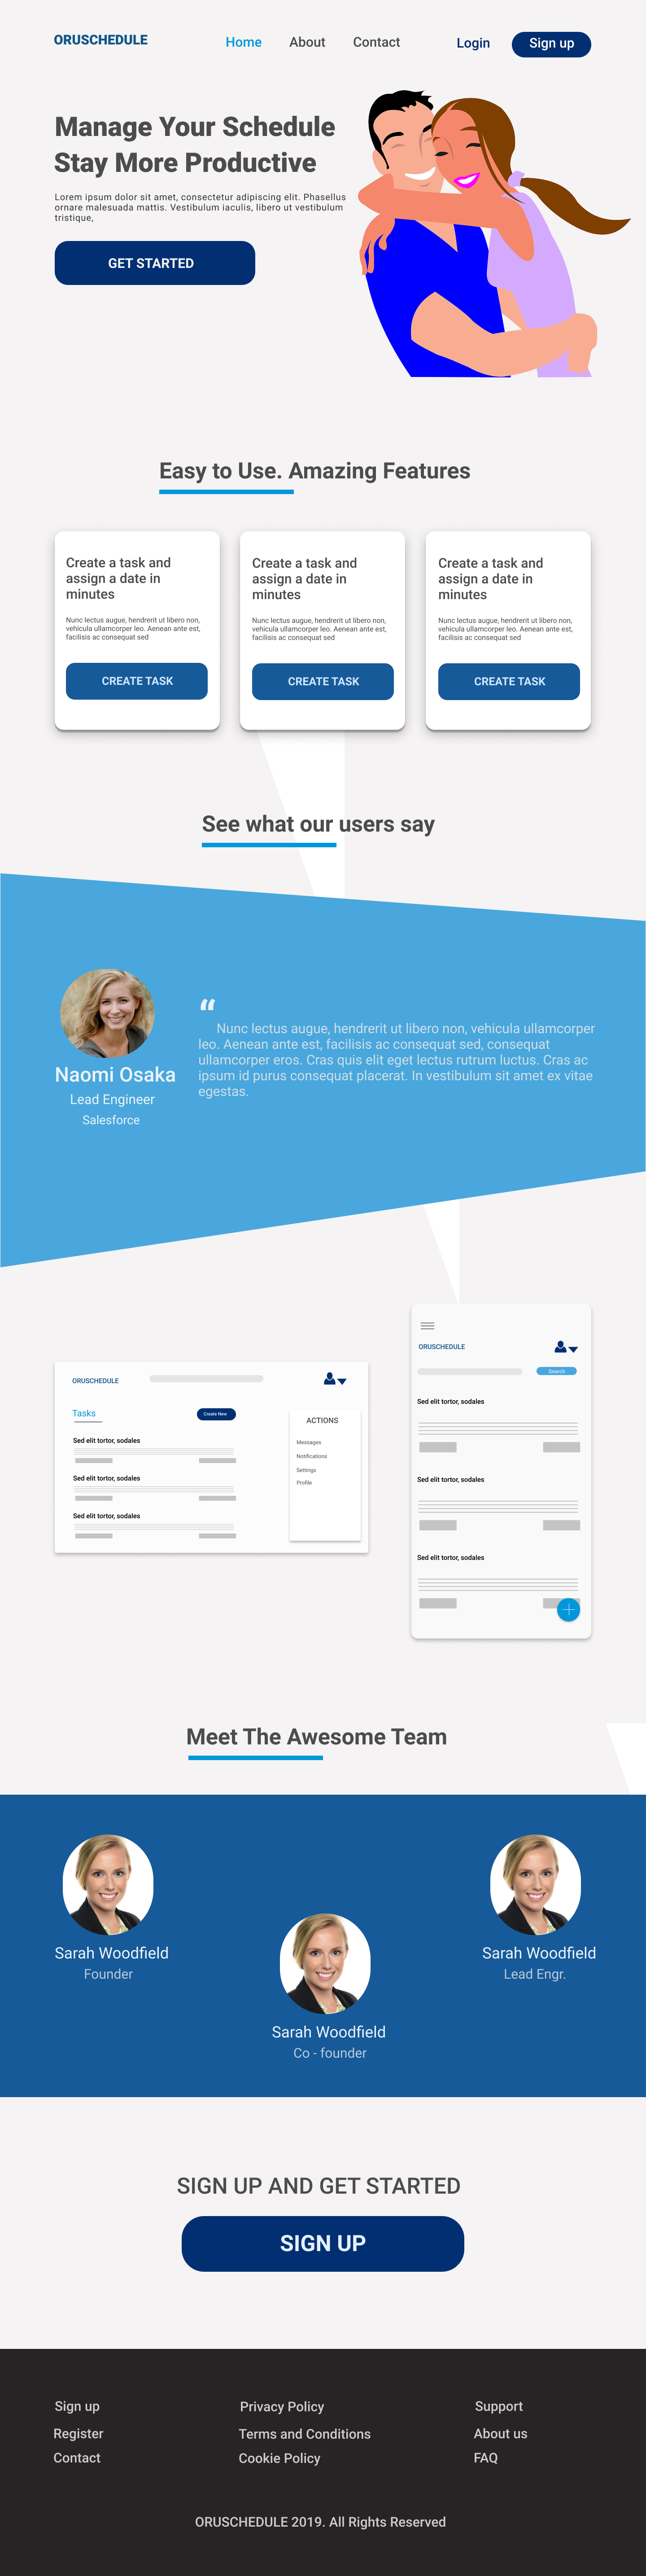 ORUSCHEDULE
Home About Contact
Login
Sign up
Manage Your Schedule
Stay More Productive
Lorem ipsum dolor sit amet, consectetur adipiscing elit. Phasellus
ornare malesuada mattis. Vestibulum iaculis, libero ut vestibulum
tristique,
GET STARTED
Easy to Use. Amazing Features
Create a task and
assign a date in
minutes
Nunc lectus augue, hendrerit ut libero non,
vehicula ullamcorper leo. Aenean ante est,
facilisis ac consequat sed
CREATE TASK
Create a task and
assign a date in
minutes
Nunc lectus augue, hendrerit ut libero non,
vehicula ullamcorper leo. Aenean ante est,
facilisis ac consequat sed
CREATE TASK
Create a task and
assign a date in
minutes
Nunc lectus augue, hendrerit ut libero non,
vehicula ullamcorper leo. Aenean ante est,
facilisis ac consequat sed
CREATE TASK
See what our users say
Naomi Osaka
Lead Engineer
Salesforce
“
Nunc lectus augue, hendrerit ut libero non, vehicula ullamcorper
leo. Aenean ante est, facilisis ac consequat sed, consequat
ullamcorper eros. Cras quis elit eget lectus rutrum luctus. Cras ac
ipsum id purus consequat placerat. In vestibulum sit amet ex vitae
egestas.
ORUSCHEDULE
Tasks
Create New
Sed elit tortor, sodales
Sed elit tortor, sodales
Sed elit tortor, sodales
ACTIONS
Messages
Notifications
Settings
Profile
ORUSCHEDULE
Search
Sed elit tortor, sodales
Sed elit tortor, sodales
Sed elit tortor, sodales
Meet The Awesome Team
Sarah Woodfield
Founder
Sarah Woodfield
Co - founder
Sarah Woodfield
Lead Engr.
SIGN UP AND GET STARTED
SIGN UP
Sign up
Register
Contact
Privacy Policy
Terms and Conditions
Cookie Policy
Support
About us
FAQ
ORUSCHEDULE 2019. All Rights Reserved